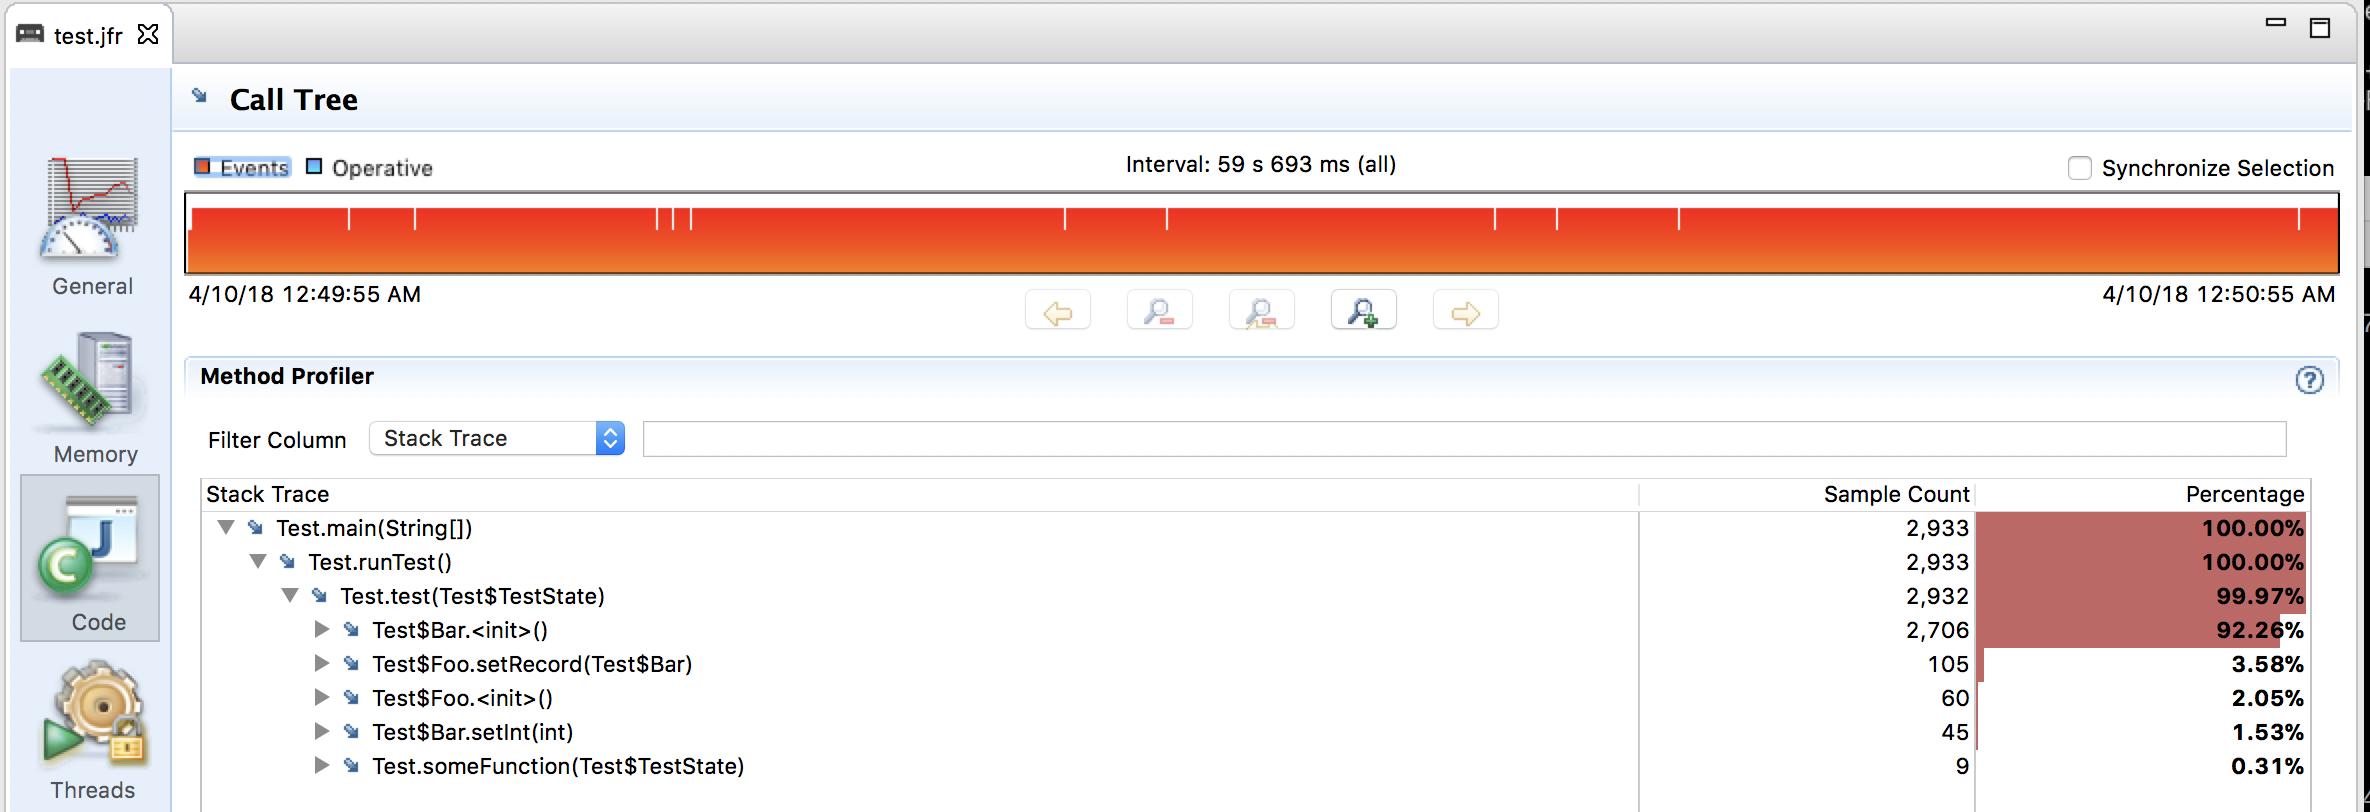 test.jfr
Call Tree
Events Operative
Interval: 59 s 693 ms (all)
Synchronize Selection
4/10/18 12:49:55 AM
4/10/18 12:50:55 AM
General
Memory
Code
Threads
Method Profiler
Filter Column Stack Trace
Stack Trace Sample Count Percentage
Test.main(String[]) 2,933 100.00%
Test.runTest() 2,933 100.00%
Test.test(Test$TestState) 2,932 99.97%
Test$Bar.<init>() 2,706 92.26%
Test$Foo.setRecord(Test$Bar) 105 3.58%
Test$Foo.<init>() 60 2.05%
Test$Bar.setInt(int) 45 1.53%
Test.someFunction(Test$TestState) 9 0.31%